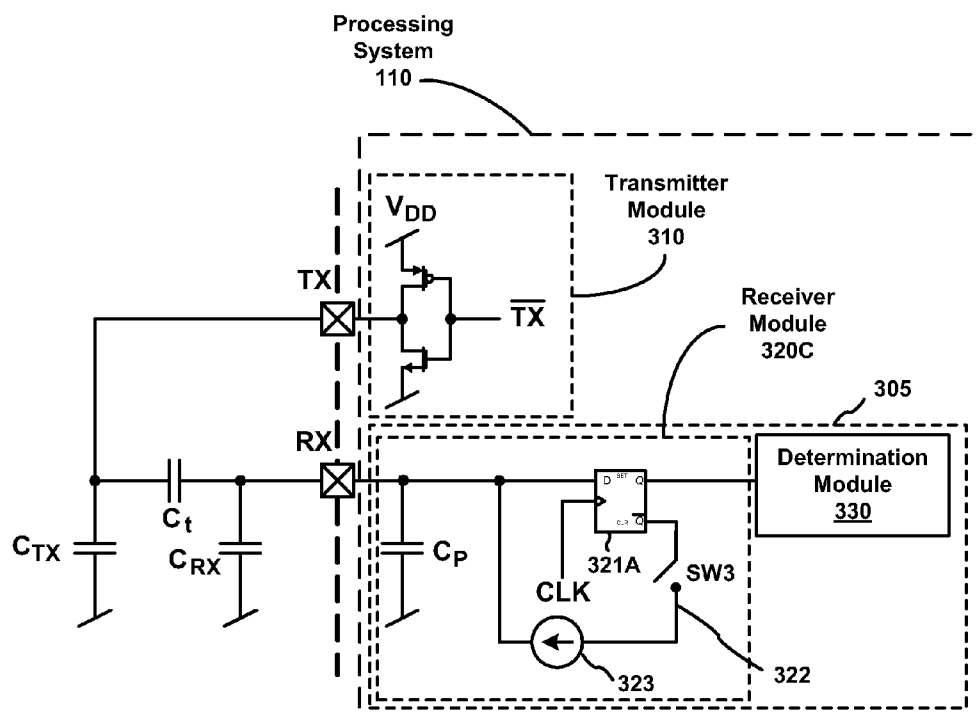 Processing
System
110
Transmitter
Module
310
V_DD
TX
T̅X̅
Receiver
Module
320C
305
RX
D SET Q
CLR Q̅
Determination
Module
330
C_t
C_TX
C_RX
C_P
321A
SW3
CLK
323
322